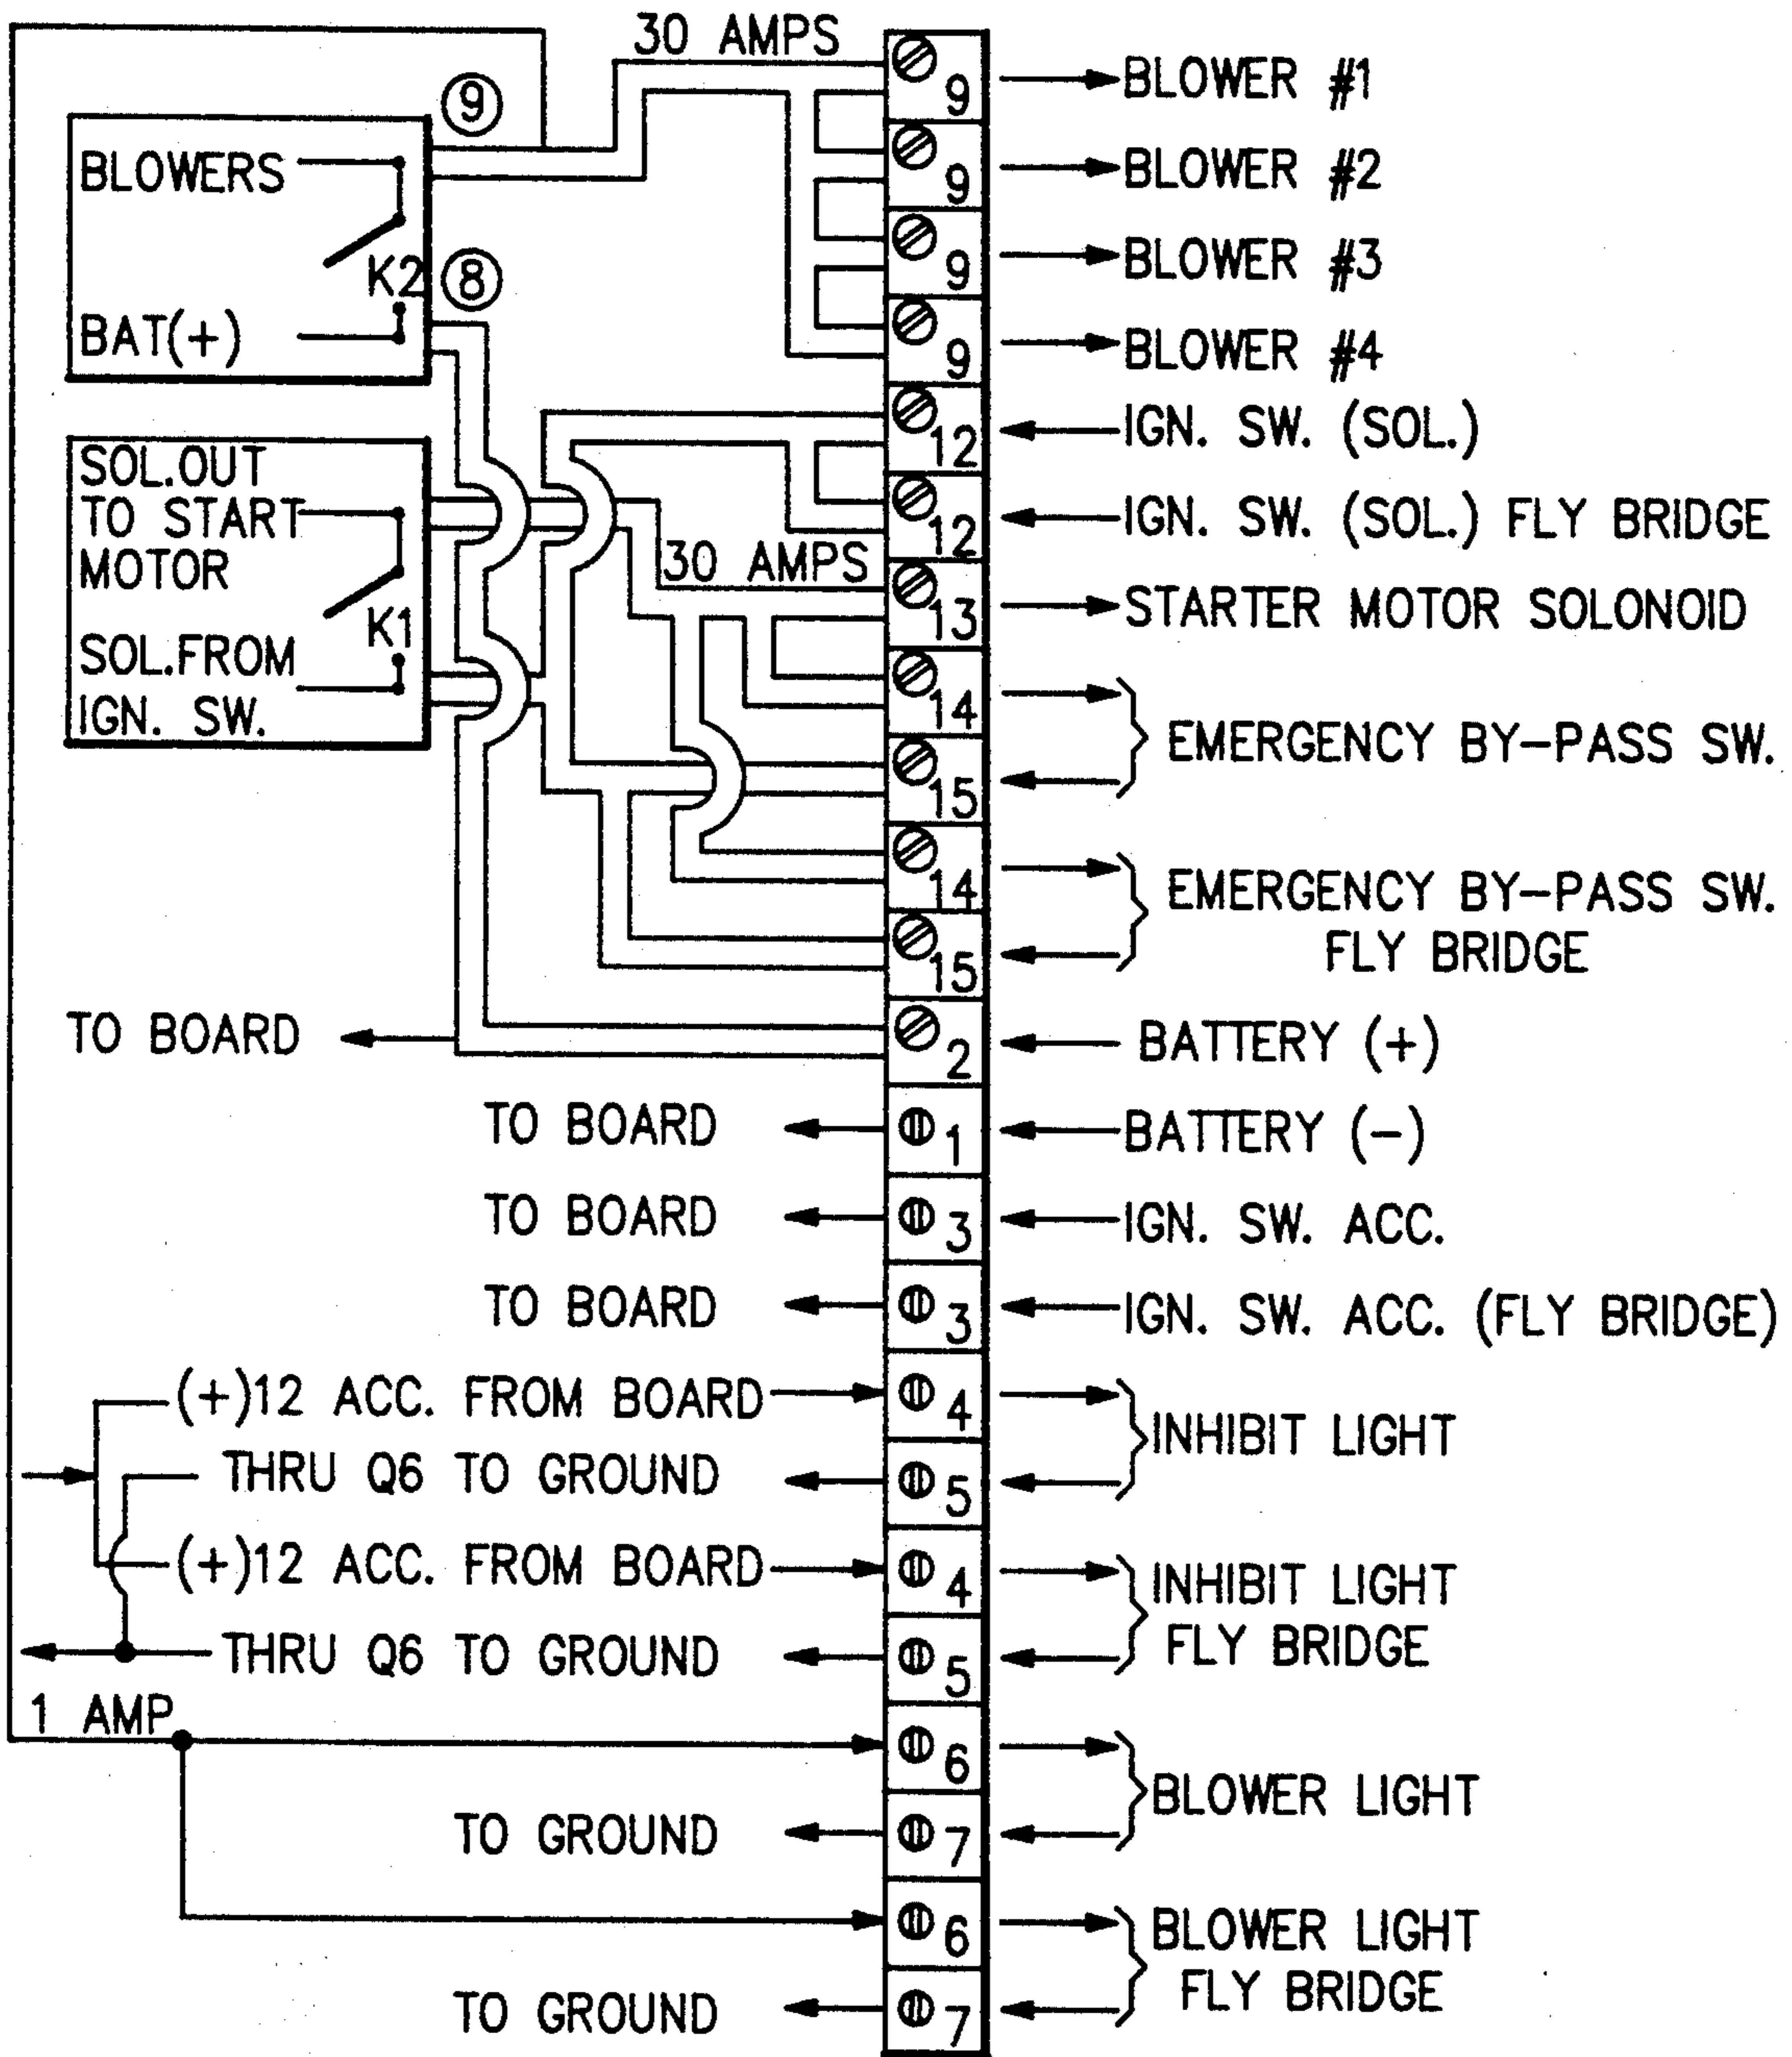 30 AMPS
9
BLOWER #1
9
BLOWERS
9
BLOWER #2
K2
8
9
BLOWER #3
BAT(+)
9
BLOWER #4
12
IGN. SW. (SOL.)
SOL.OUT
TO START
MOTOR
12
IGN. SW. (SOL.) FLY BRIDGE
30 AMPS
13
STARTER MOTOR SOLONOID
K1
SOL.FROM
IGN. SW.
14
15
EMERGENCY BY-PASS SW.
14
15
EMERGENCY BY-PASS SW.
FLY BRIDGE
TO BOARD
2
BATTERY (+)
TO BOARD
1
BATTERY (-)
TO BOARD
3
IGN. SW. ACC.
TO BOARD
3
IGN. SW. ACC. (FLY BRIDGE)
(+)12 ACC. FROM BOARD
4
INHIBIT LIGHT
THRU Q6 TO GROUND
5
(+)12 ACC. FROM BOARD
4
INHIBIT LIGHT
FLY BRIDGE
THRU Q6 TO GROUND
5
1 AMP
6
BLOWER LIGHT
TO GROUND
7
6
BLOWER LIGHT
FLY BRIDGE
TO GROUND
7